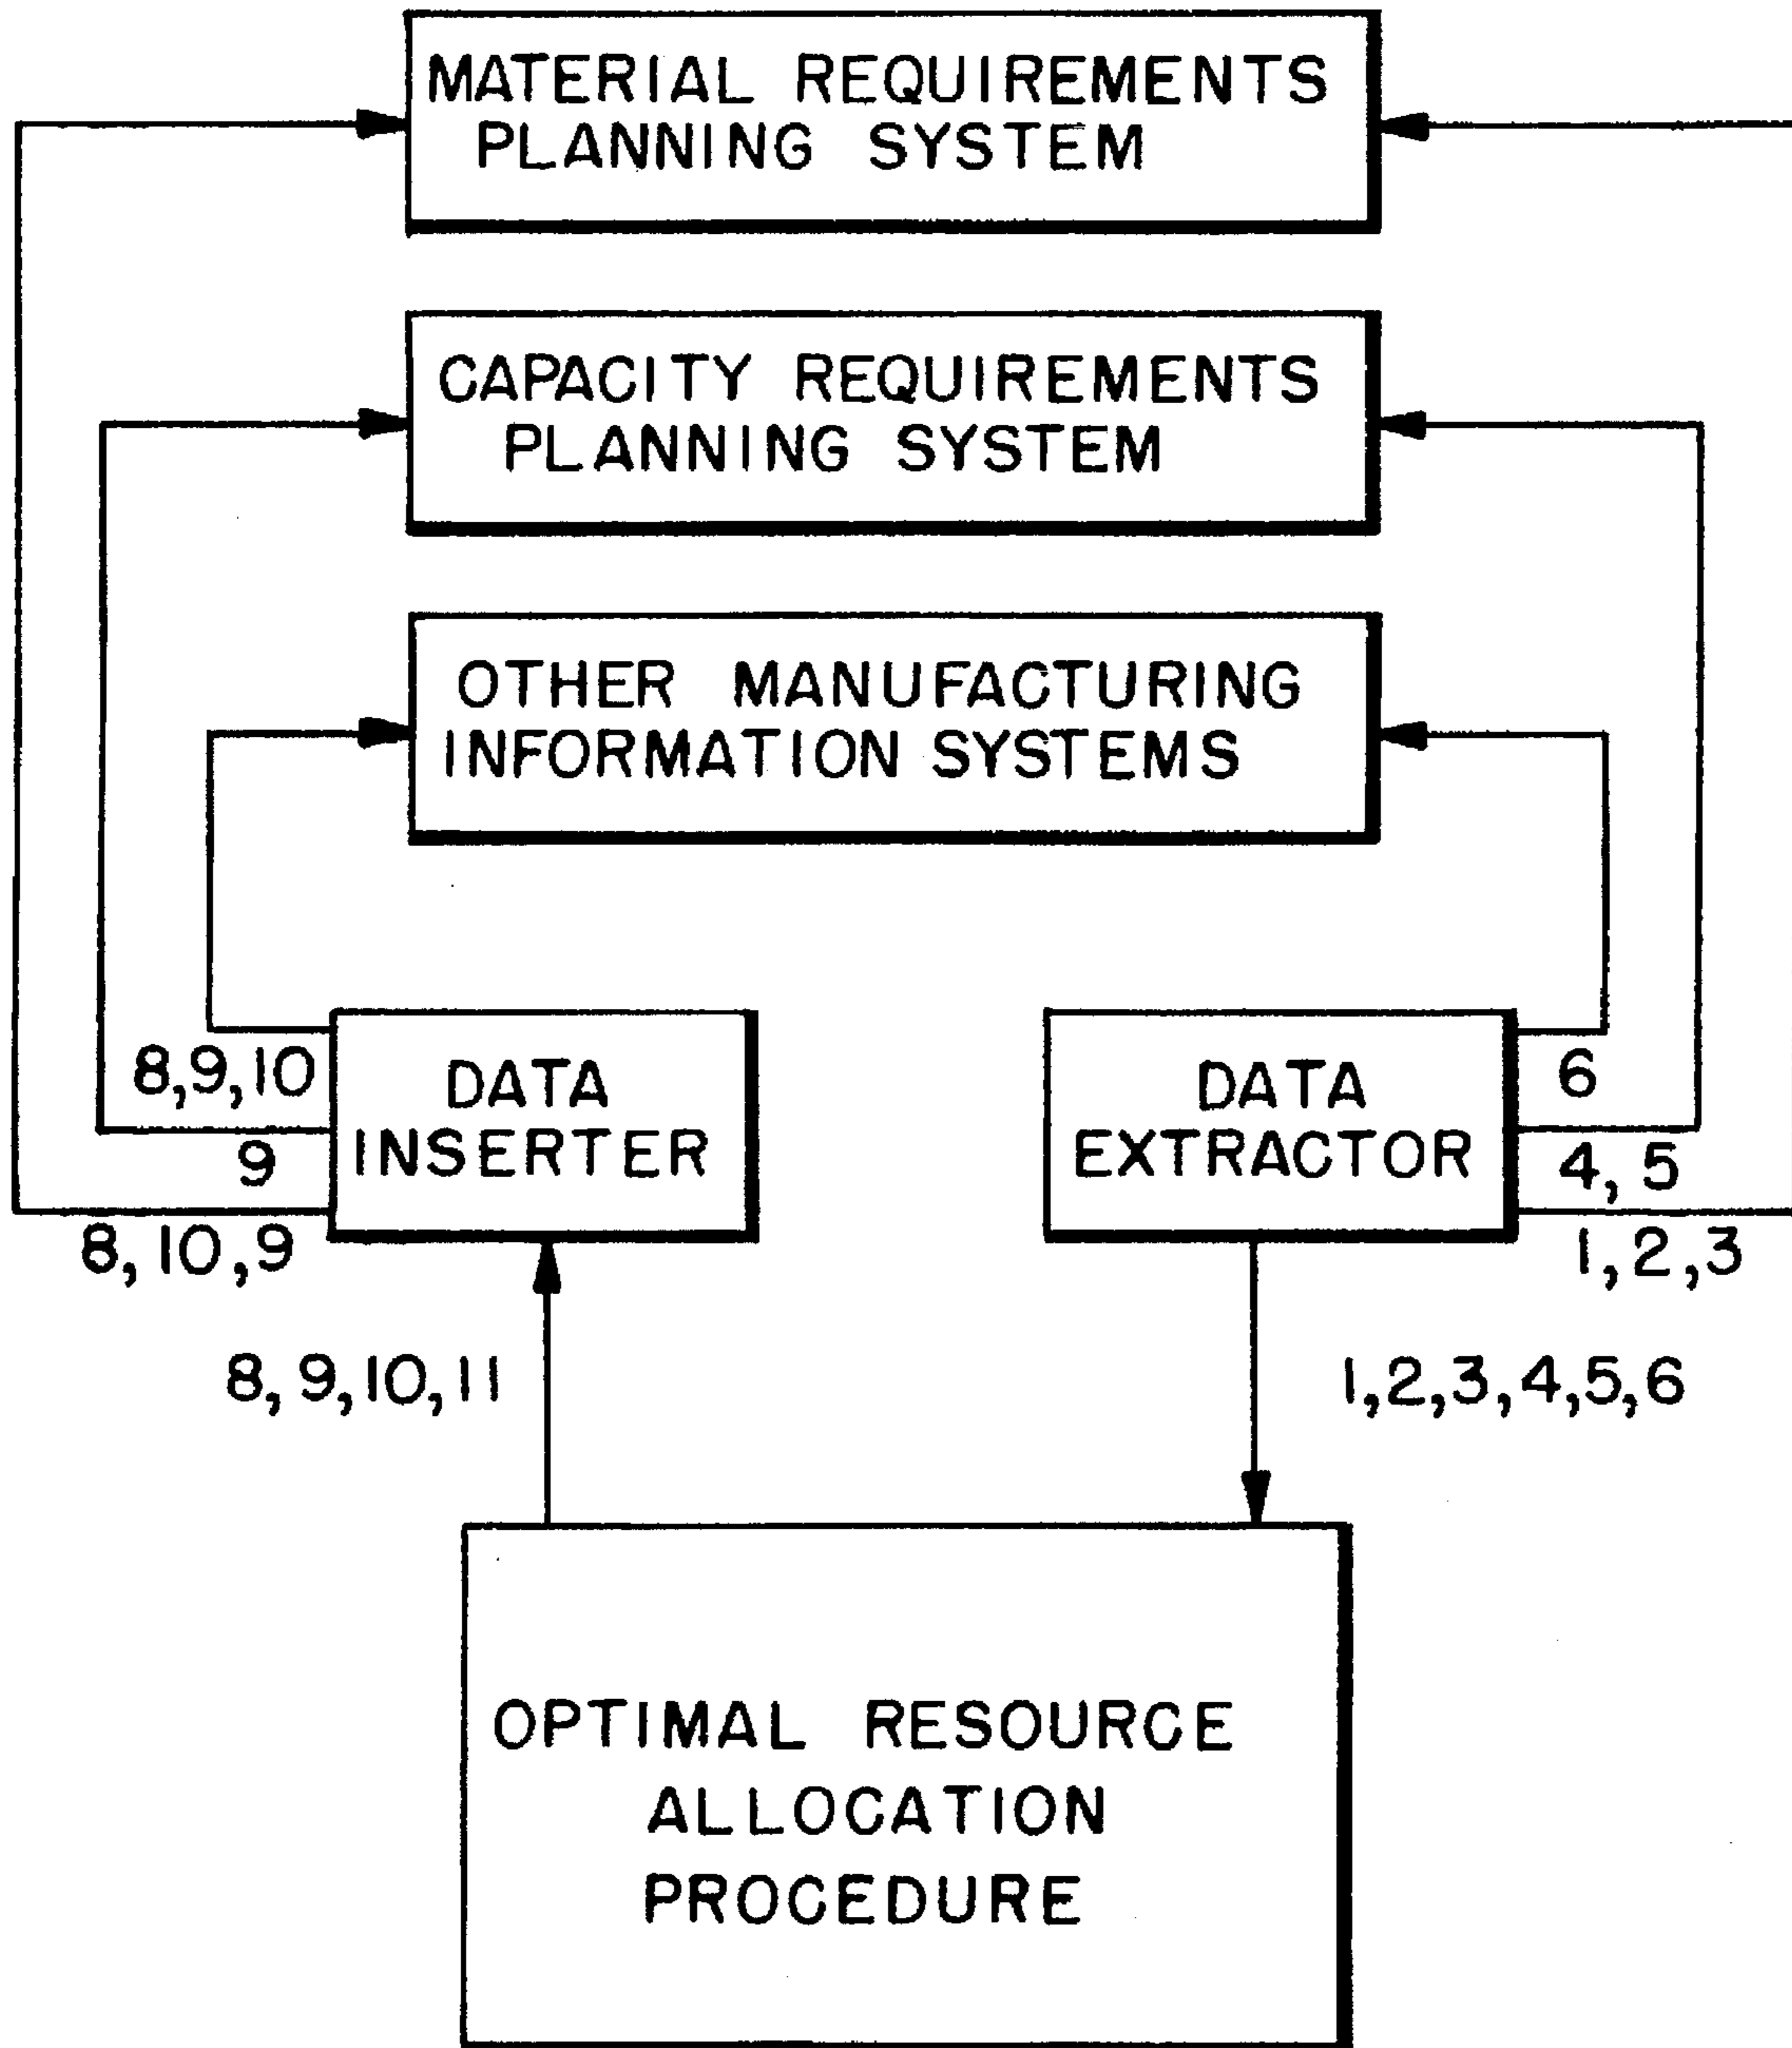 MATERIAL REQUIREMENTS
PLANNING SYSTEM
CAPACITY REQUIREMENTS
PLANNING SYSTEM
OTHER MANUFACTURING
INFORMATION SYSTEMS
8,9,10
9
8,10,9
DATA
INSERTER
DATA
EXTRACTOR
6
4,5
1,2,3
8,9,10,11
1,2,3,4,5,6
OPTIMAL RESOURCE
ALLOCATION
PROCEDURE